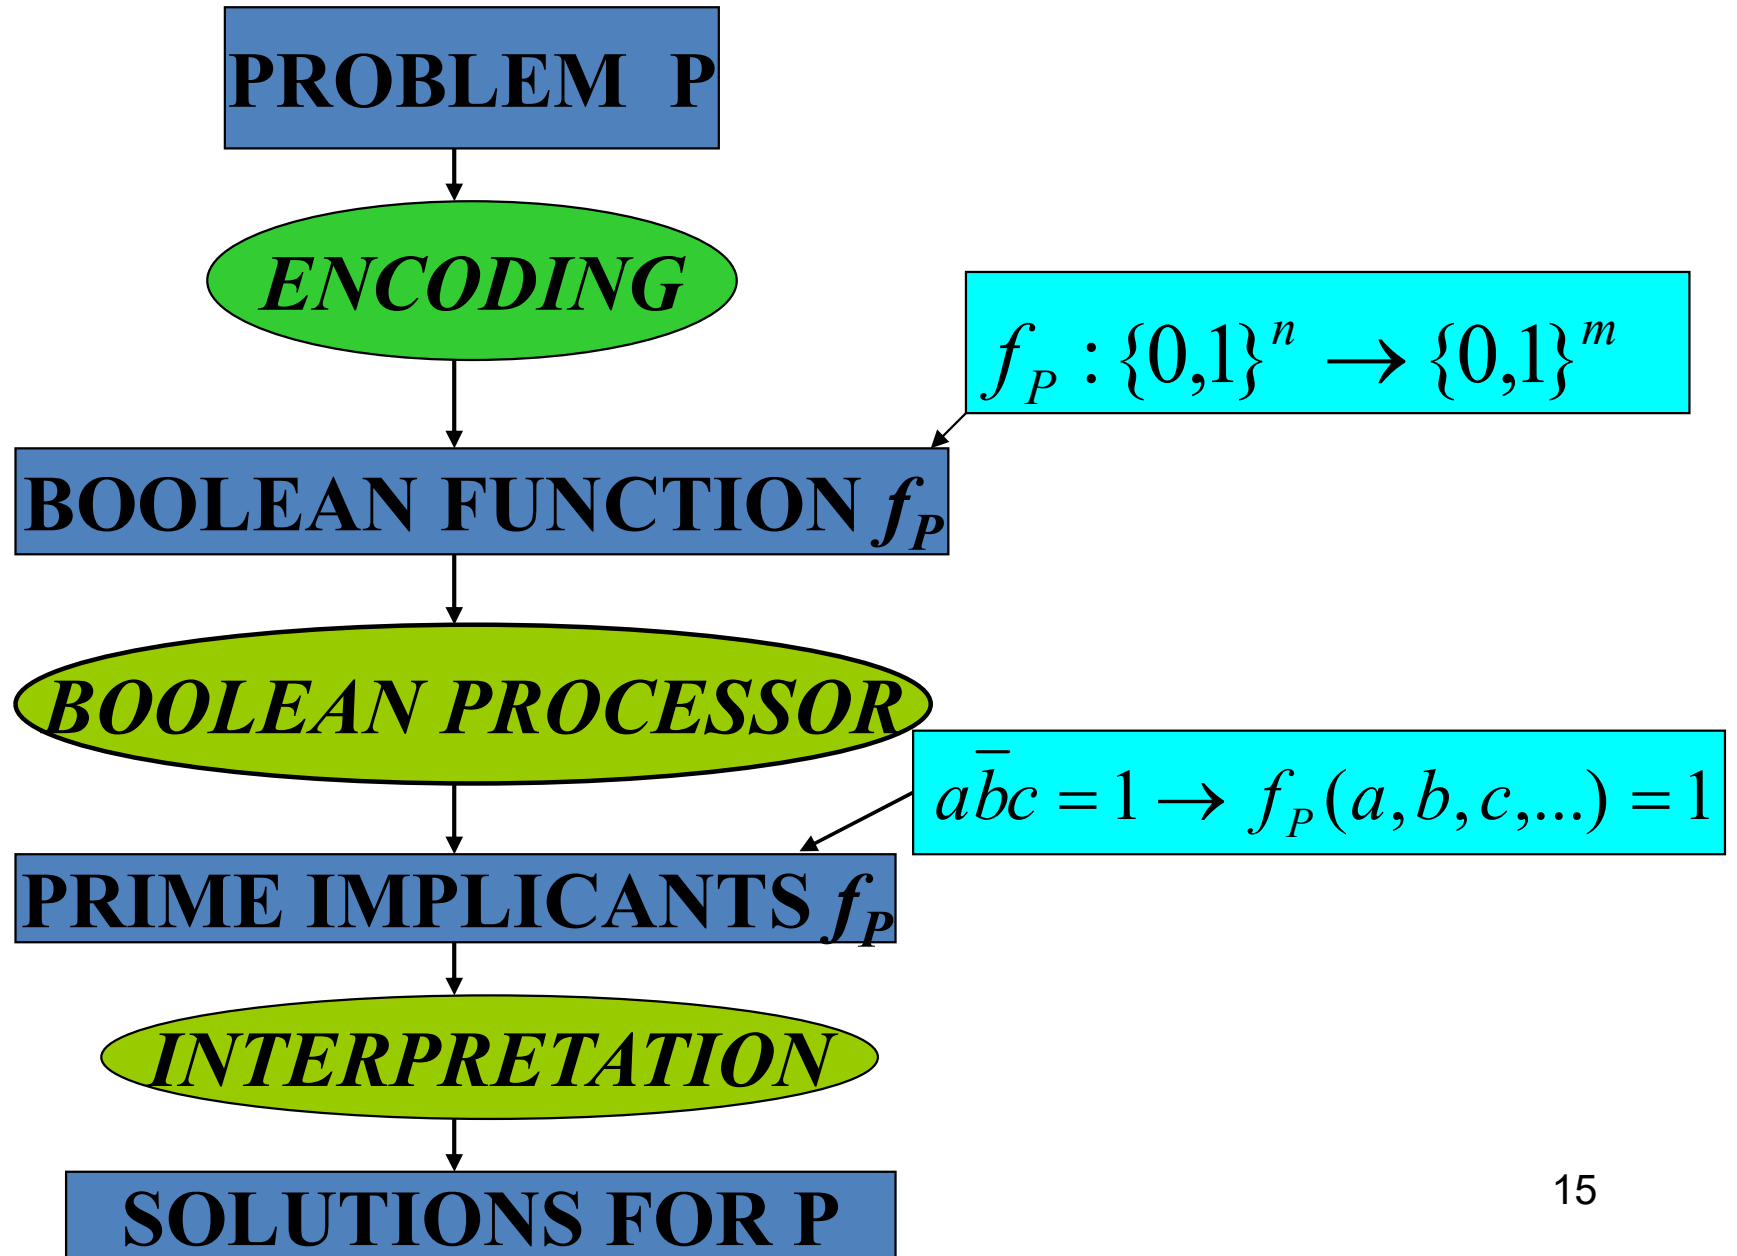 PROBLEM P
ENCODING
f_P : {0,1}^n → {0,1}^m
BOOLEAN FUNCTION f_P
BOOLEAN PROCESSOR
ab̅c = 1 → f_P(a,b,c,...) = 1
PRIME IMPLICANTS f_P
INTERPRETATION
SOLUTIONS FOR P
15